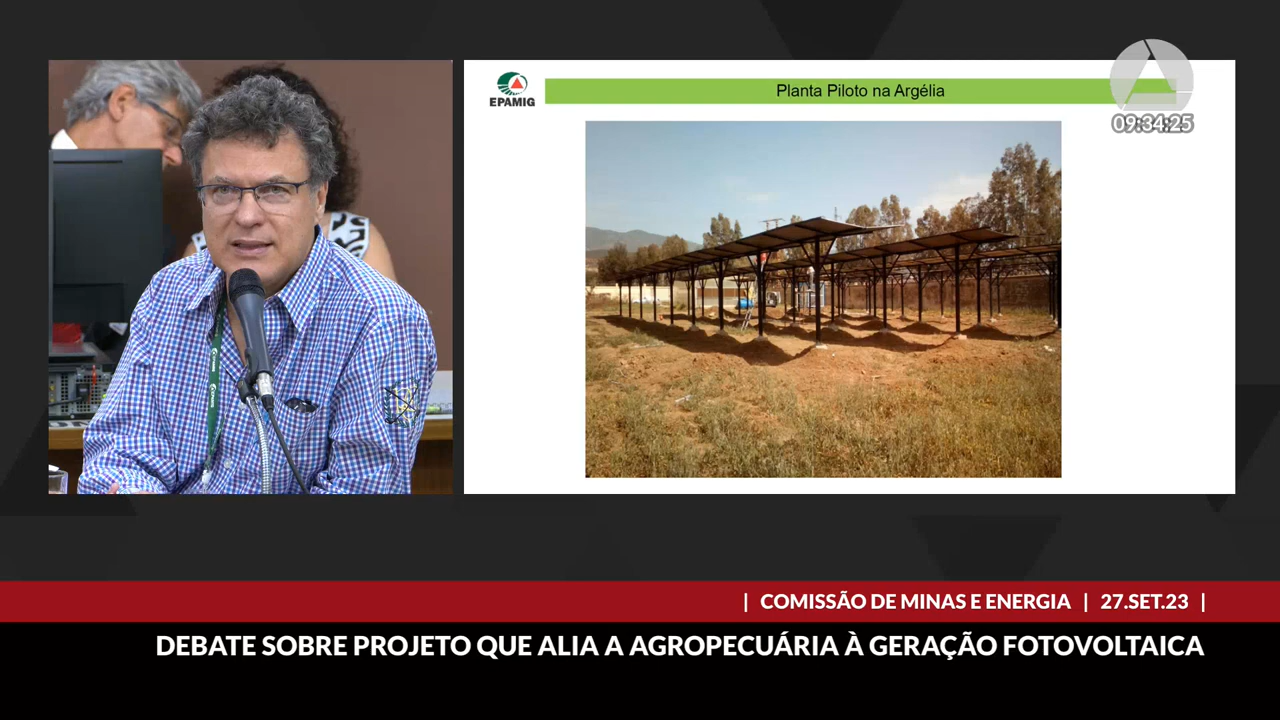 EPAMIG
Planta Piloto na Argélia
09:34:25
| COMISSÃO DE MINAS E ENERGIA | 27.SET.23 |
DEBATE SOBRE PROJETO QUE ALIA A AGROPECUÁRIA À GERAÇÃO FOTOVOLTAICA